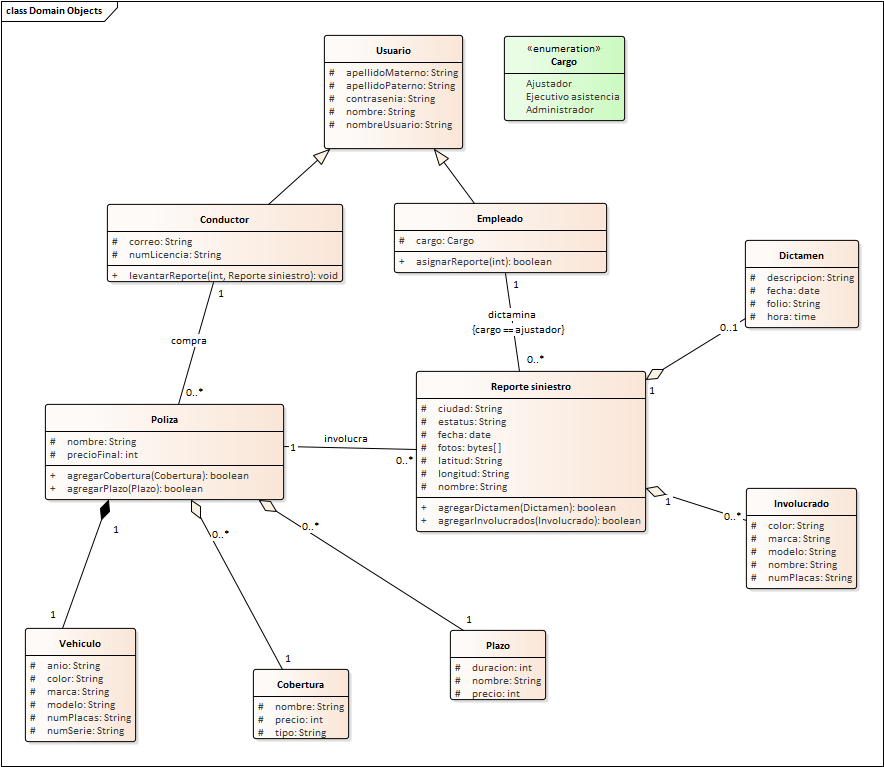 class Domain Objects
Usuario
# apellidoMaterno: String
# apellidoPaterno: String
# contrasenia: String
# nombre: String
# nombreUsuario: String
«enumeration»
Cargo
Ajustador
Ejecutivo asistencia
Administrador
Conductor
# correo: String
# numLicencia: String
+ levantarReporte(int, Reporte siniestro): void
Empleado
# cargo: Cargo
+ asignarReporte(int): boolean
Dictamen
# descripcion: String
# fecha: date
# folio: String
# hora: time
1
compra
0..*
1
dictamina
{cargo == ajustador}
0..*
0..1
1
Reporte siniestro
# ciudad: String
# estatus: String
# fecha: date
# fotos: bytes[]
# latitud: String
# longitud: String
# nombre: String
+ agregarDictamen(Dictamen): boolean
+ agregarInvolucrados(Involucrado): boolean
Poliza
# nombre: String
# precioFinal: int
+ agregarCobertura(Cobertura): boolean
+ agregarPlazo(Plazo): boolean
1
involucra
0..*
1
0..*
Involucrado
# color: String
# marca: String
# modelo: String
# nombre: String
# numPlacas: String
1
1
0..*
1
0..*
1
Vehiculo
# anio: String
# color: String
# marca: String
# modelo: String
# numPlacas: String
# numSerie: String
Cobertura
# nombre: String
# precio: int
# tipo: String
Plazo
# duracion: int
# nombre: String
# precio: int